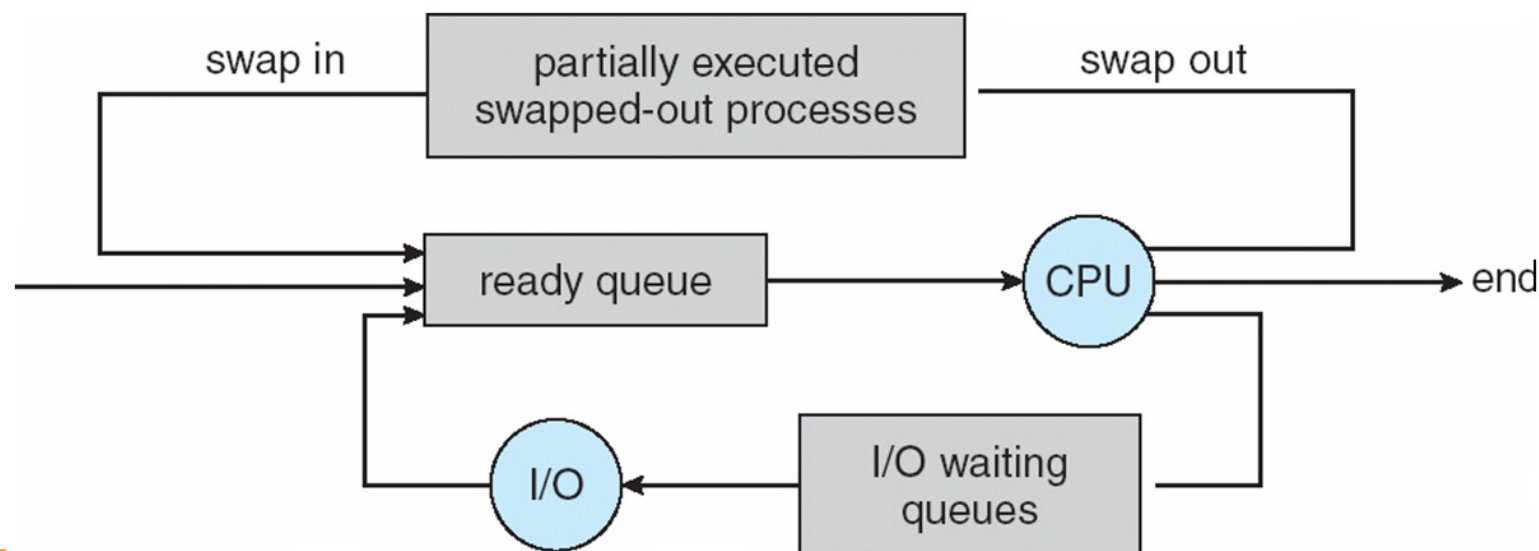 swap in
partially executed
swapped-out processes
swap out
ready queue
CPU
end
I/O
I/O waiting
queues